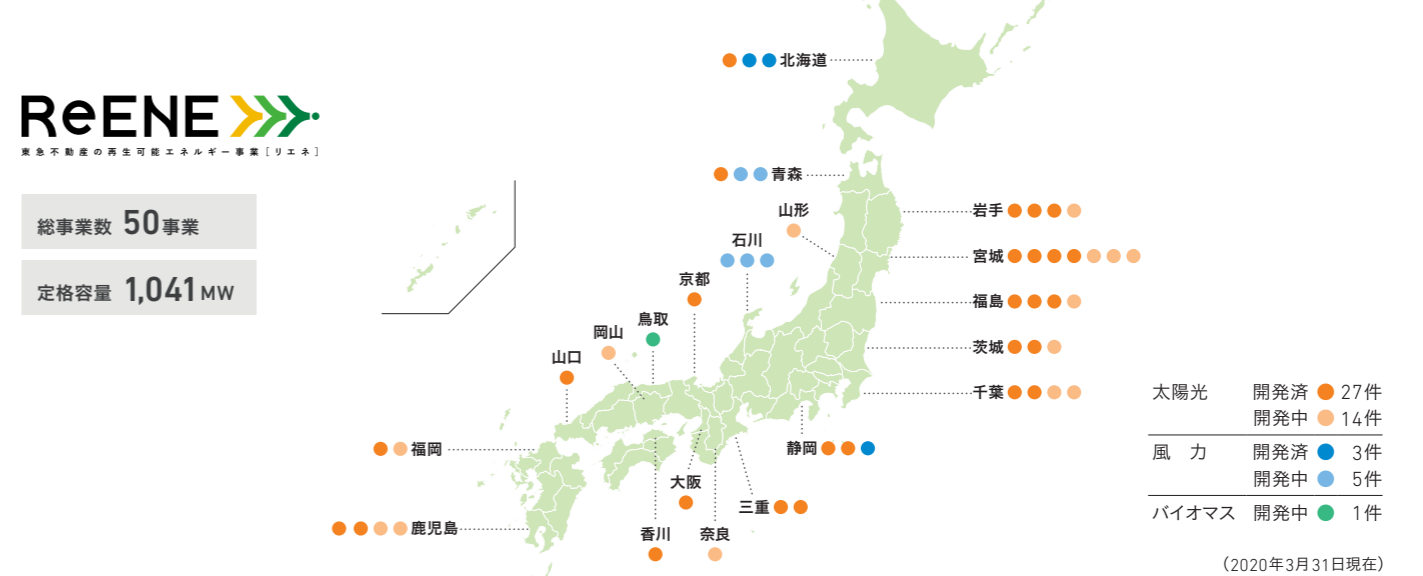 ReENE
東急不動産の再生可能エネルギー事業[リエネ]
総事業数 50事業
定格容量 1,041MW
北海道
青森
山形
石川
京都
鳥取
岡山
山口
福岡
鹿児島
岩手
宮城
福島
茨城
千葉
静岡
三重
大阪
香川
奈良
太陽光 開発済 27件
開発中 14件
風　力 開発済 3件
開発中 5件
バイオマス 開発中 1件
（2020年3月31日現在）